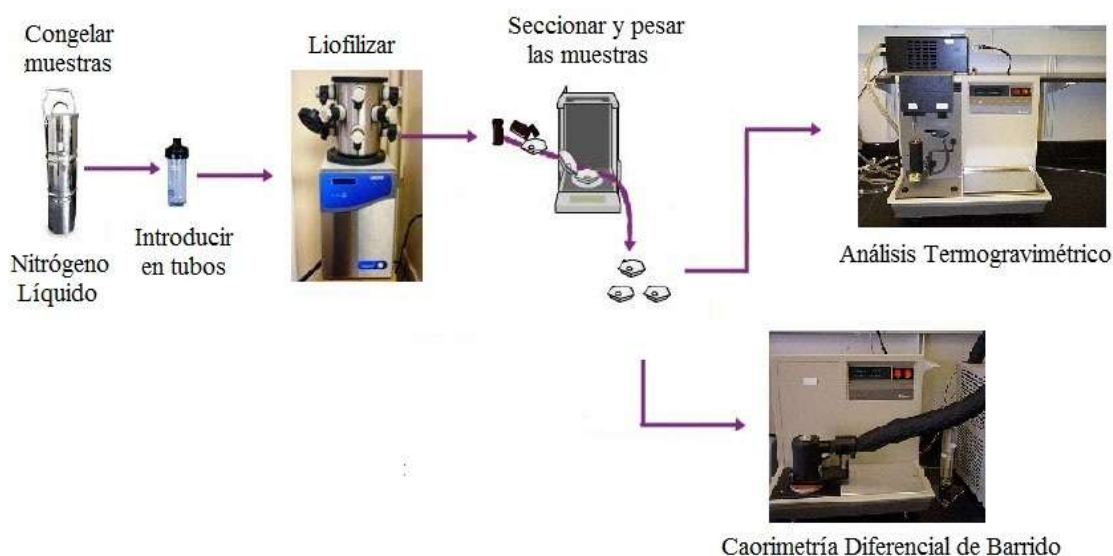 Congelar
muestras
Nitrógeno
Líquido
Introducir
en tubos
Liofilizar
Seccionar y pesar
las muestras
Análisis Termogravimétrico
Caorimetría Diferencial de Barrido